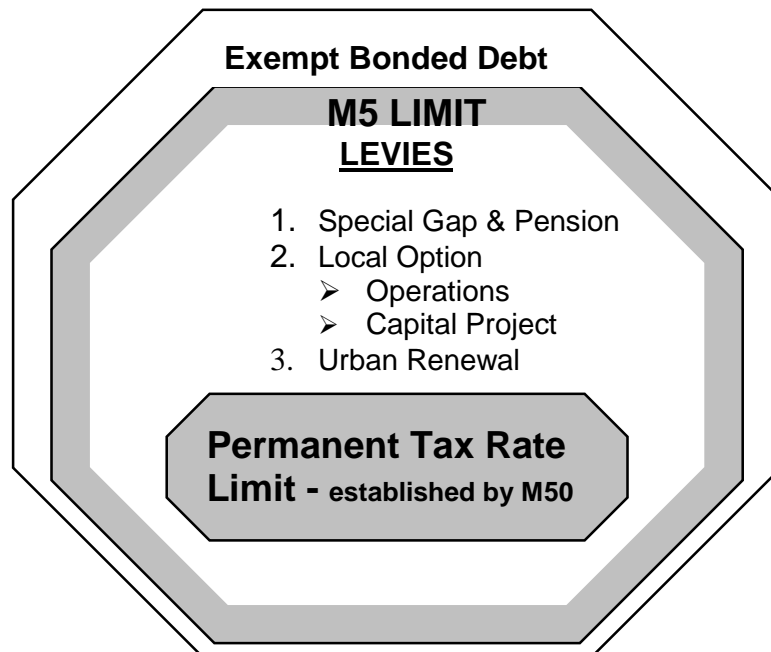 Exempt Bonded Debt
M5 LIMIT
LEVIES
1. Special Gap & Pension
2. Local Option
➢ Operations
➢ Capital Project
3. Urban Renewal
Permanent Tax Rate
Limit - established by M50